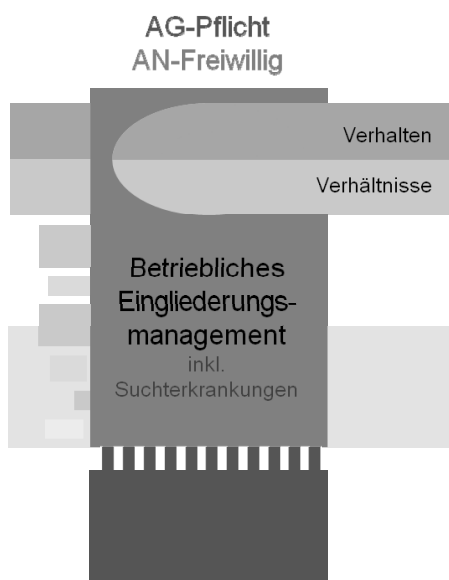 AG-Pflicht
AN-Freiwillig
Verhalten
Verhältnisse
Betriebliches
Eingliederungs-
management
inkl.
Suchterkrankungen